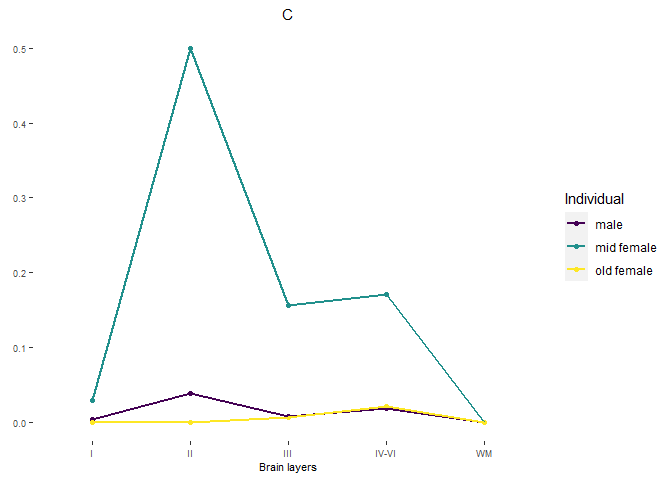 C
0.5
0.4
0.3
0.2
0.1
0.0
I II III IV-VI WM
Brain layers
Individual
male
mid female
old female